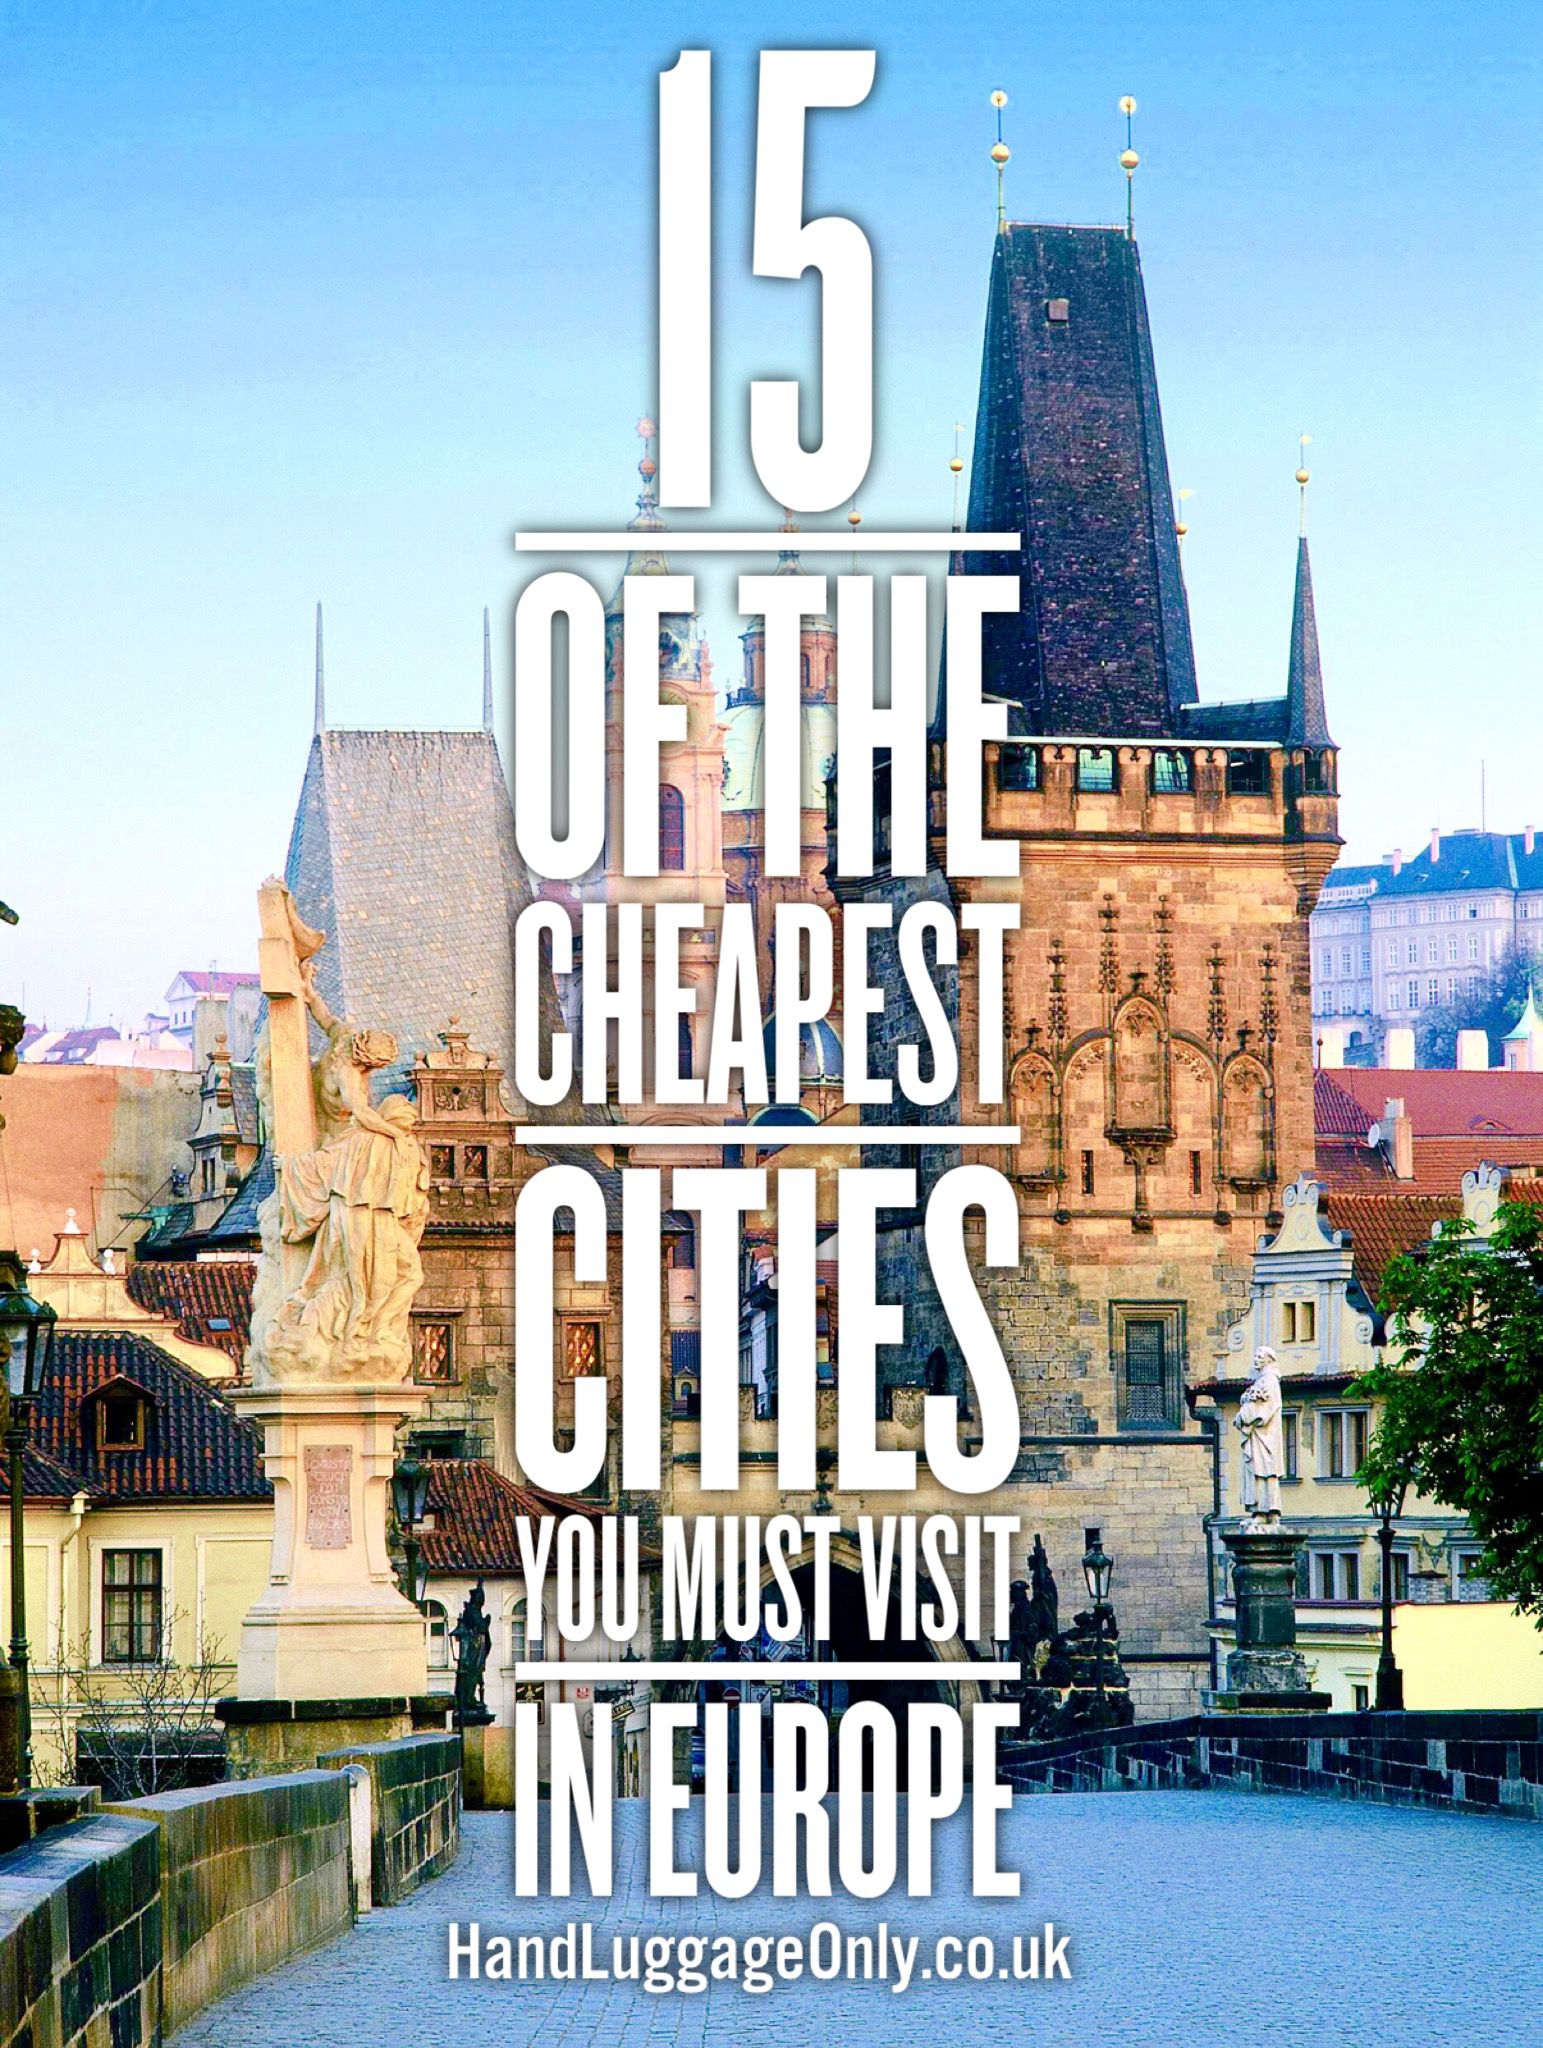 15
OF THE
CHEAPEST
CITIES
YOU MUST VISIT
IN EUROPE
HandLuggageOnly.co.uk